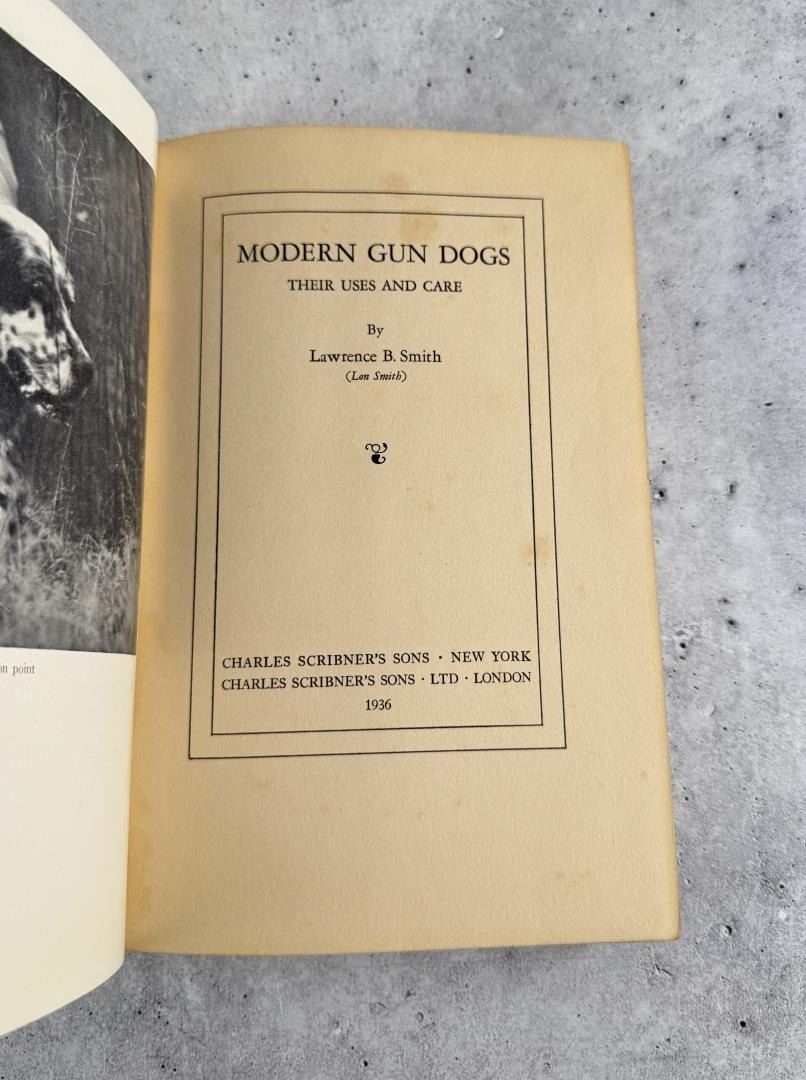 on point
MODERN GUN DOGS
THEIR USES AND CARE
By
Lawrence B. Smith
(Lon Smith)
CHARLES SCRIBNER'S SONS · NEW YORK
CHARLES SCRIBNER'S SONS · LTD · LONDON
1936